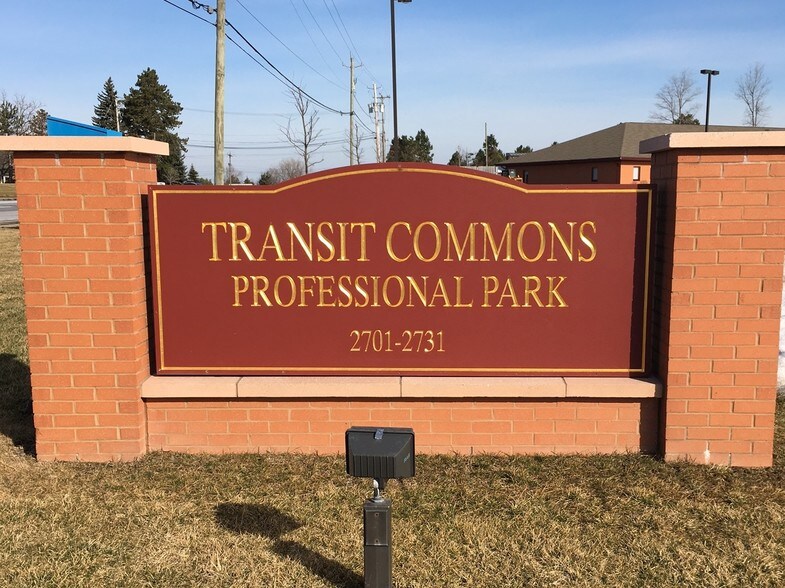 TRANSIT COMMONS
PROFESSIONAL PARK
2701-2731